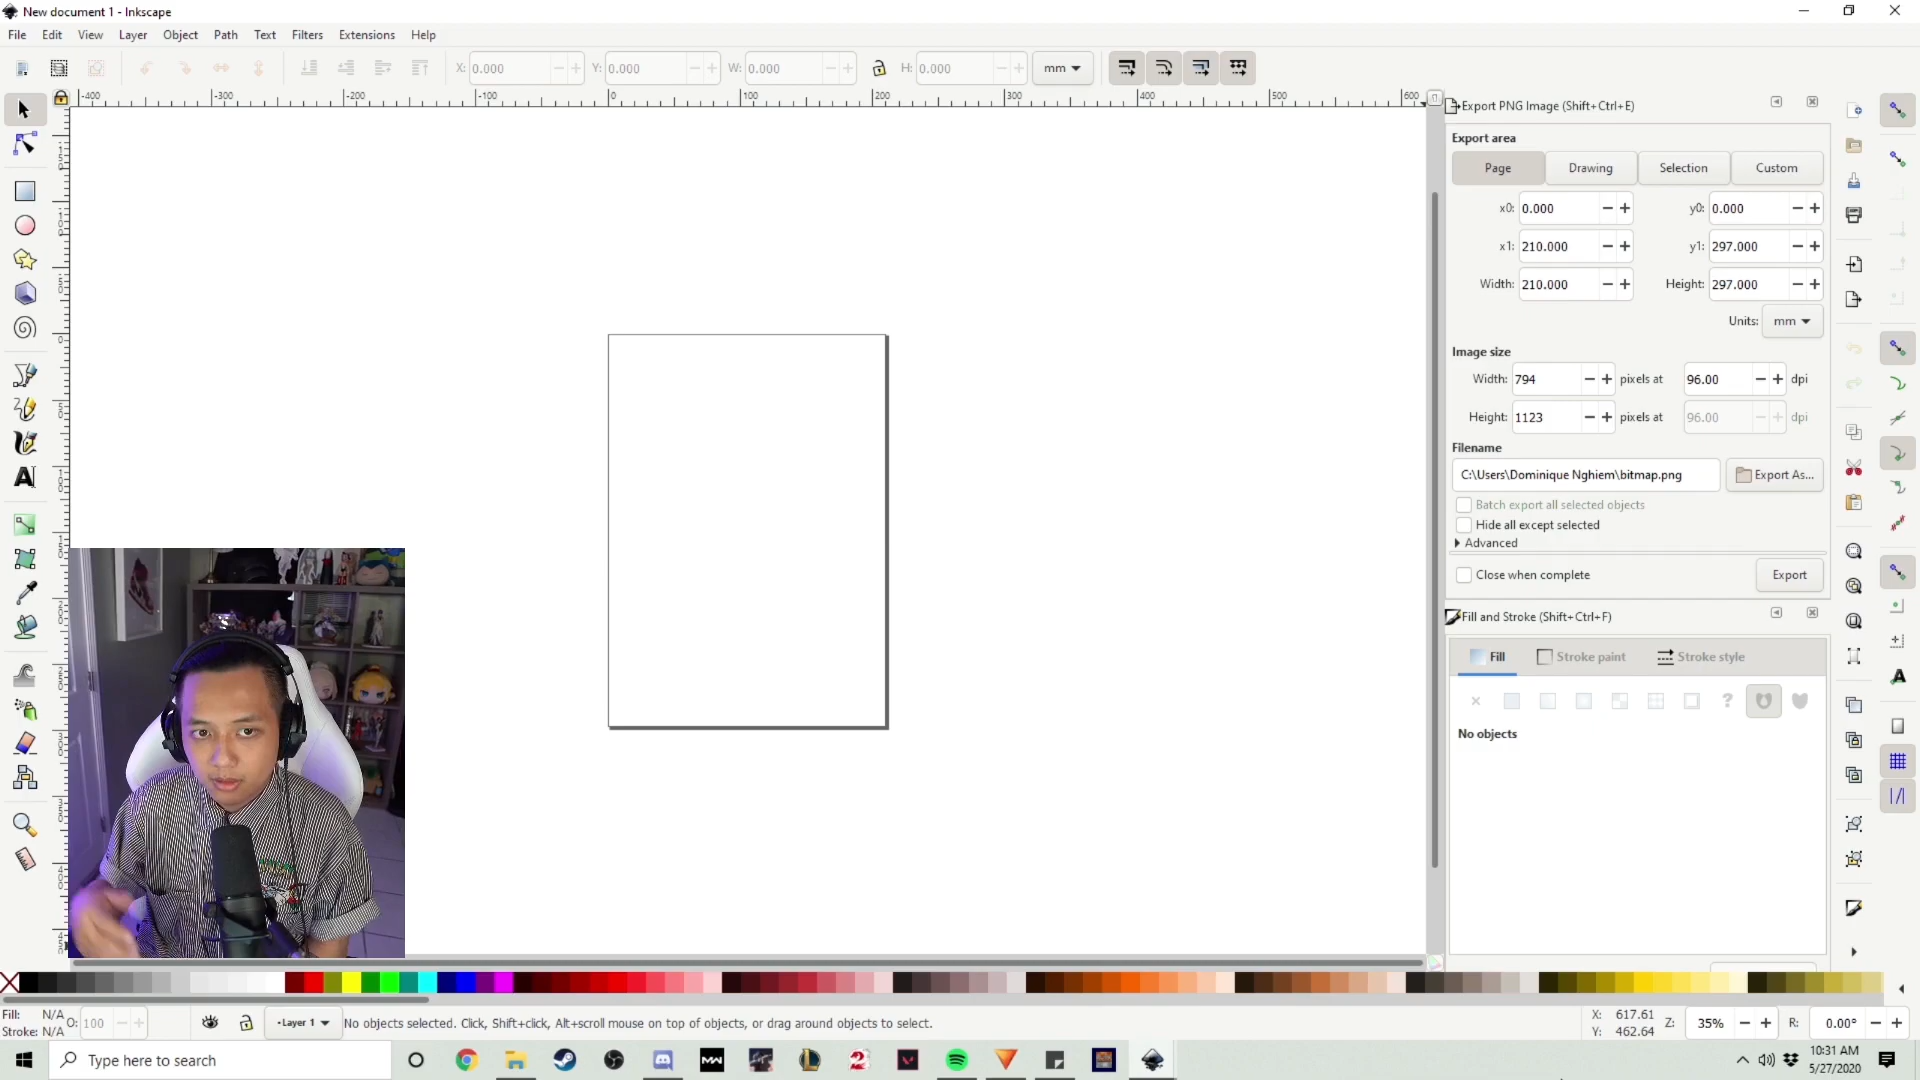 New document 1 - Inkscape
File Edit View Layer Object Path Text Filters Extensions Help
X: 0.000 Y: 0.000 W: 0.000 H: 0.000 mm
-400 -300 -200 -100 0 100 200 300 400 500 600
Export PNG Image (Shift+Ctrl+E)
Export area
Page Drawing Selection Custom
x0: 0.000 y0: 0.000
x1: 210.000 y1: 297.000
Width: 210.000 Height: 297.000
Units: mm
Image size
Width: 794 pixels at 96.00 dpi
Height: 1123 pixels at 96.00 dpi
Filename
C:\Users\Dominique Nghiem\bitmap.png Export As...
Batch export all selected objects
Hide all except selected
Advanced
Close when complete Export
Fill and Stroke (Shift+Ctrl+F)
Fill Stroke paint Stroke style
No objects
Fill: N/A O: 100
Stroke: N/A
-Layer 1 No objects selected. Click, Shift+click, Alt+scroll mouse on top of objects, or drag around objects to select.
X: 617.61 Z: 35% R: 0.00°
Y: 462.64
Type here to search
10:31 AM
5/27/2020